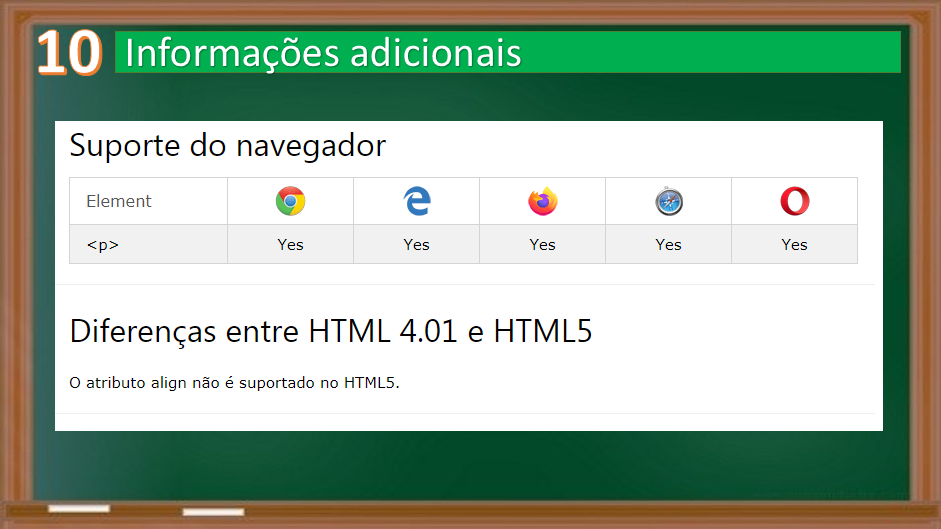 10 Informações adicionais
Suporte do navegador
Element
<p> Yes Yes Yes Yes Yes
Diferenças entre HTML 4.01 e HTML5
O atributo align não é suportado no HTML5.